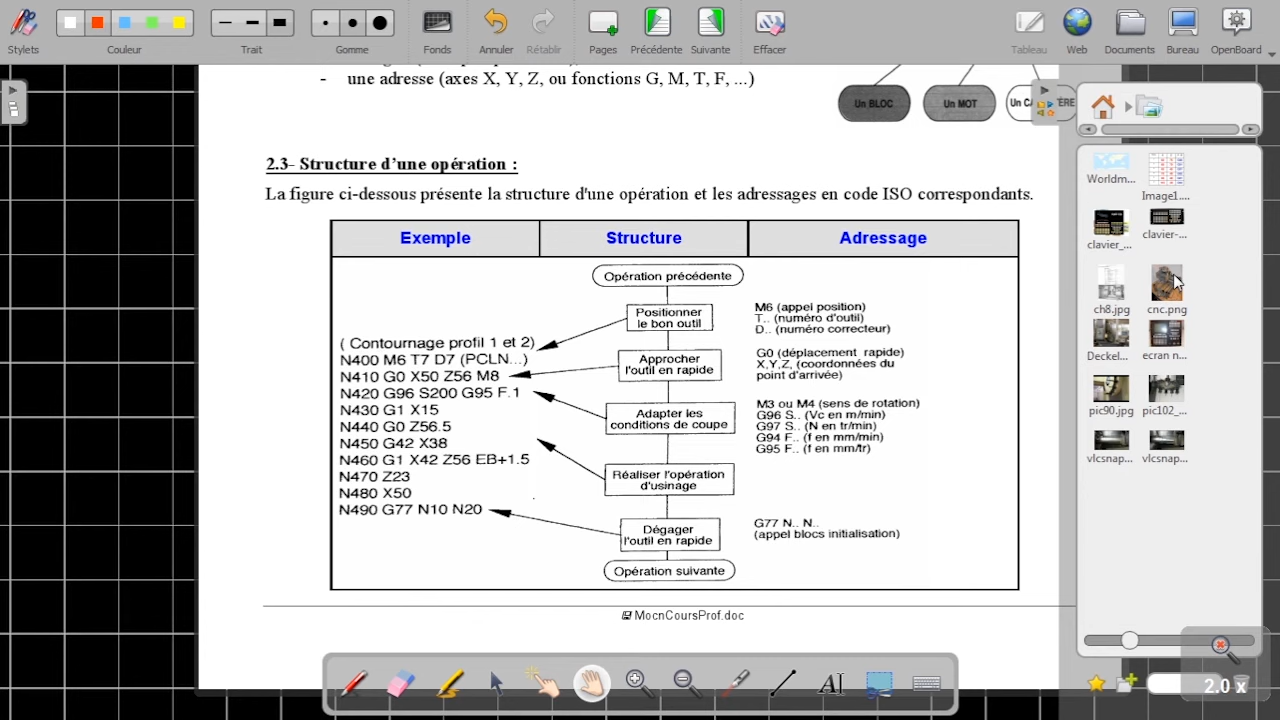 Stylets
Couleur
Trait
Gomme
Fonds
Annuler
Rétablir
Pages
Précédente
Suivante
Effacer
Tableau
Web
Documents
Bureau
OpenBoard
- une adresse (axes X, Y, Z, ou fonctions G, M, T, F, ...)
Un BLOC
Un MOT
2.3- Structure d'une opération :
La figure ci-dessous présente la structure d'une opération et les adressages en code ISO correspondants.
Exemple
Structure
Adressage
( Contournage profil 1 et 2)
N400 M6 T7 D7 (PCLN...)
N410 G0 X50 Z56 M8
N420 G96 S200 G95 F.1
N430 G1 X15
N440 G0 Z56.5
N450 G42 X38
N460 G1 X42 Z56 EB+1.5
N470 Z23
N480 X50
N490 G77 N10 N20
Opération précédente
Positionner
le bon outil
Approcher
l'outil en rapide
Adapter les
conditions de coupe
Réaliser l'opération
d'usinage
Dégager
l'outil en rapide
Opération suivante
M6 (appel position)
T.. (numéro d'outil)
D.. (numéro correcteur)
G0 (déplacement rapide)
X,Y,Z, (coordonnées du
point d'arrivée)
M3 ou M4 (sens de rotation)
G96 S.. (Vc en m/min)
G97 S.. (N en tr/min)
G94 F.. (f en mm/min)
G95 F.. (f en mm/tr)
G77 N.. N..
(appel blocs initialisation)
MocnCoursProf.doc
Worldm...
Image1....
clavier_...
clavier-...
ch8.jpg
cnc.png
Deckel...
ecran n...
pic90.jpg
pic102_...
vlcsnap...
vlcsnap...
2.0 x